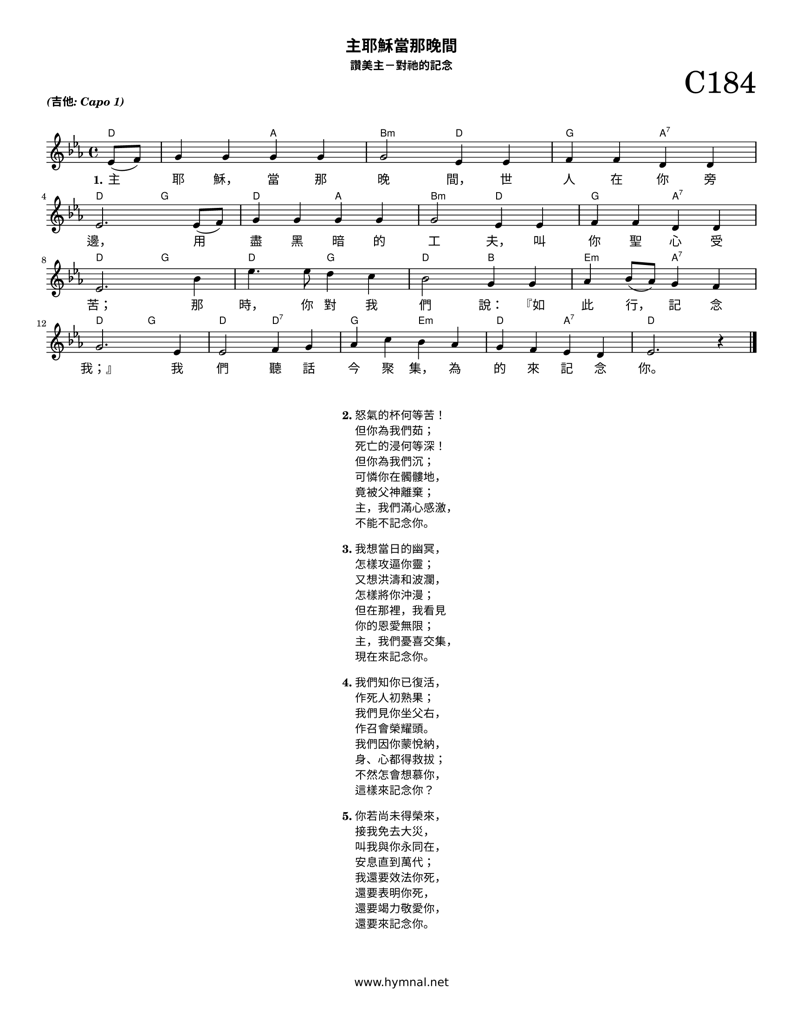 主耶穌當那晚間
讚美主－對祂的記念
C184
(吉他: Capo 1)
D A Bm D G A7
1. 主 耶 穌， 當 那 晚 間， 世 人 在 你 旁
4 D G D A Bm D G A7
邊， 用 盡 黑 暗 的 工 夫， 叫 你 聖 心 受
8 D G D G D B Em A7
苦； 那 時， 你 對 我 們 說： 『如 此 行， 記 念
12 D G D D7 G Em D A7 D
我；』 我 們 聽 話 今 聚 集， 為 的 來 記 念 你。
2. 怒氣的杯何等苦！
但你為我們茹；
死亡的浸何等深！
但你為我們沉；
可憐你在髑髏地，
竟被父神離棄；
主，我們滿心感激，
不能不記念你。
3. 我想當日的幽冥，
怎樣攻逼你靈；
又想洪濤和波瀾，
怎樣將你沖漫；
但在那裡，我看見
你的恩愛無限；
主，我們憂喜交集，
現在來記念你。
4. 我們知你已復活，
作死人初熟果；
我們見你坐父右，
作召會榮耀頭。
我們因你蒙悅納，
身、心都得救拔；
不然怎會想慕你，
這樣來記念你？
5. 你若尚未得榮來，
接我免去大災，
叫我與你永同在，
安息直到萬代；
我還要效法你死，
還要表明你死，
還要竭力敬愛你，
還要來記念你。
www.hymnal.net